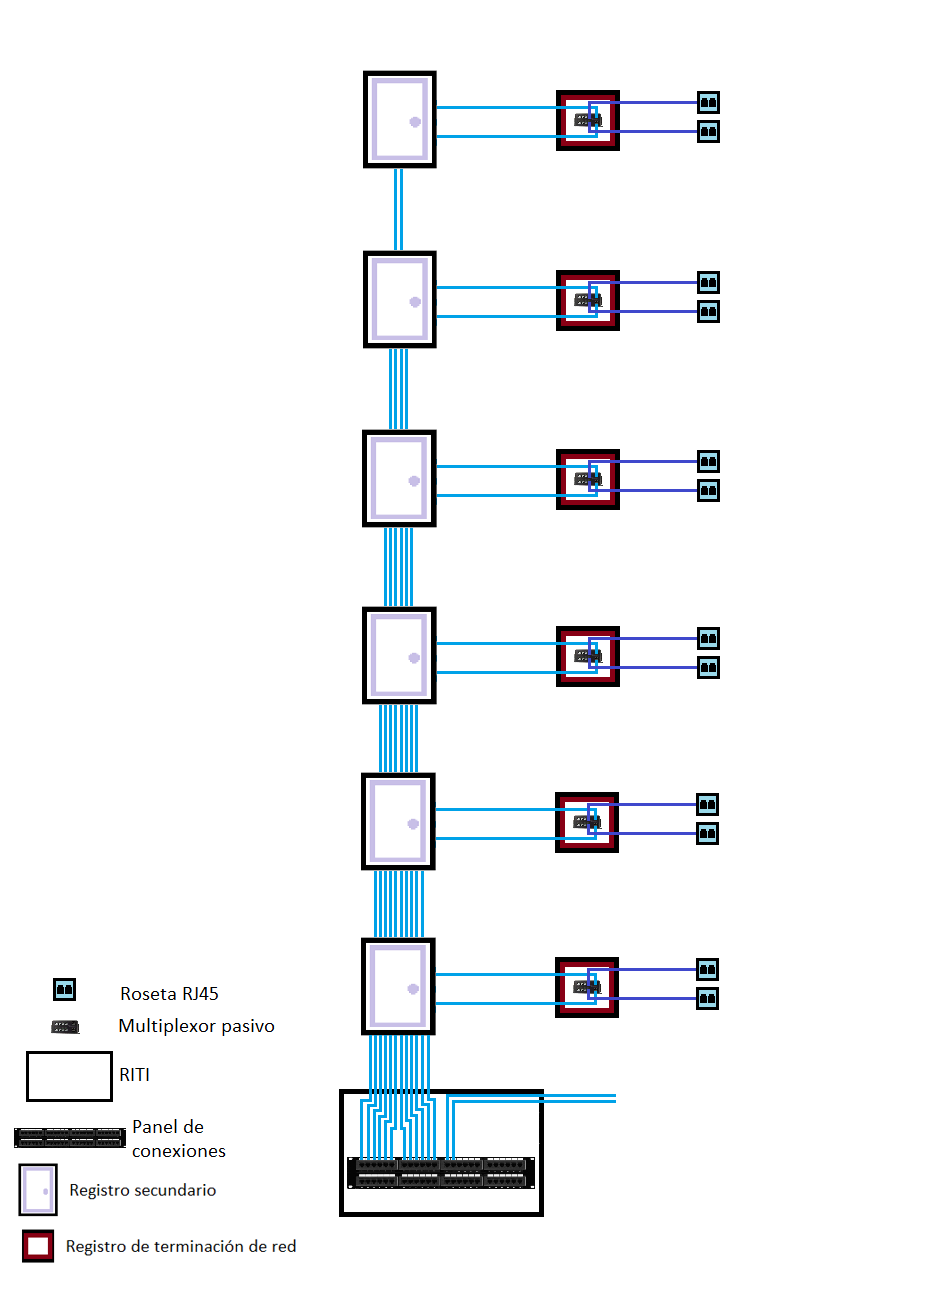 Roseta RJ45
Multiplexor pasivo
RITI
Panel de
conexiones
Registro secundario
Registro de terminación de red